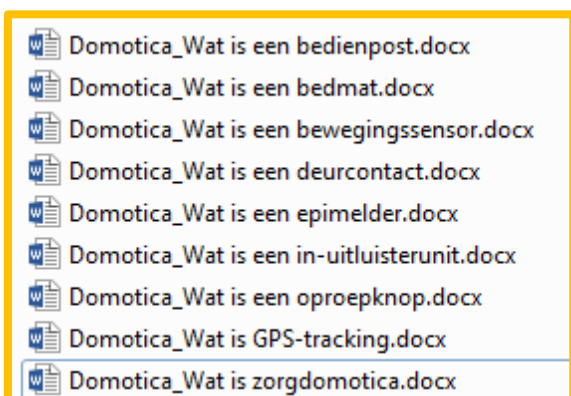 Domotica_Wat is een bedienpost.docx
Domotica_Wat is een bedmat.docx
Domotica_Wat is een bewegingssensor.docx
Domotica_Wat is een deurcontact.docx
Domotica_Wat is een epimelder.docx
Domotica_Wat is een in-uitluisterunit.docx
Domotica_Wat is een oproepknop.docx
Domotica_Wat is GPS-tracking.docx
Domotica_Wat is zorgdomotica.docx